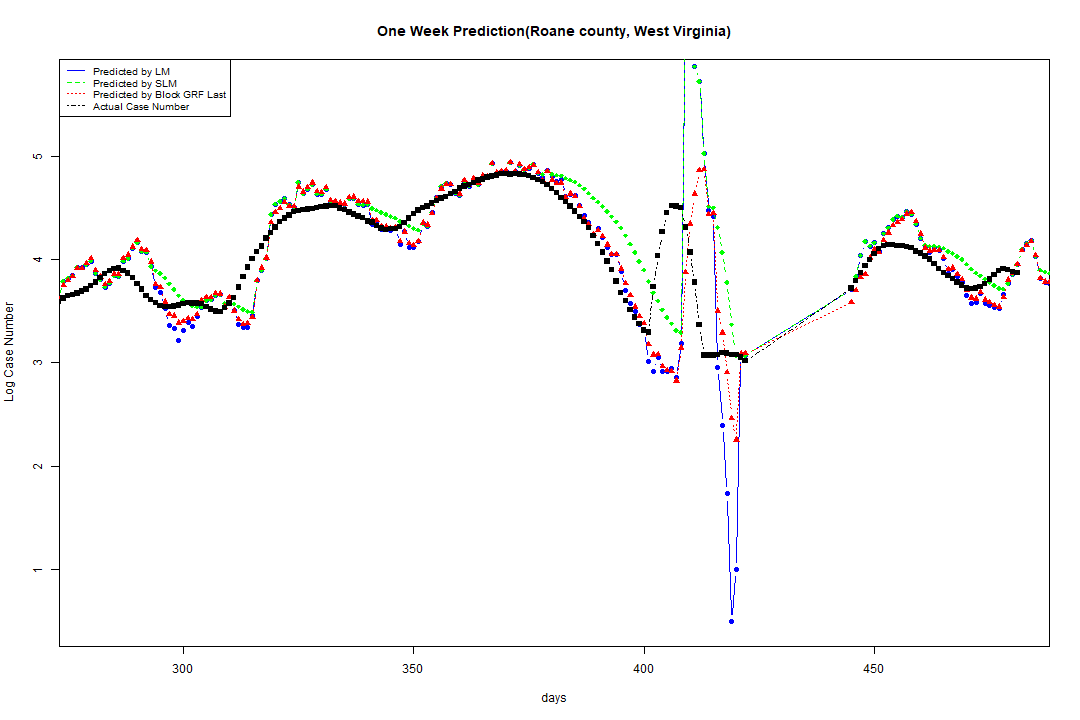 One Week Prediction(Roane county, West Virginia)
Predicted by LM
Predicted by SLM
Predicted by Block GRF Last
Actual Case Number
5
4
3
2
1
Log Case Number
300 350 400 450
days